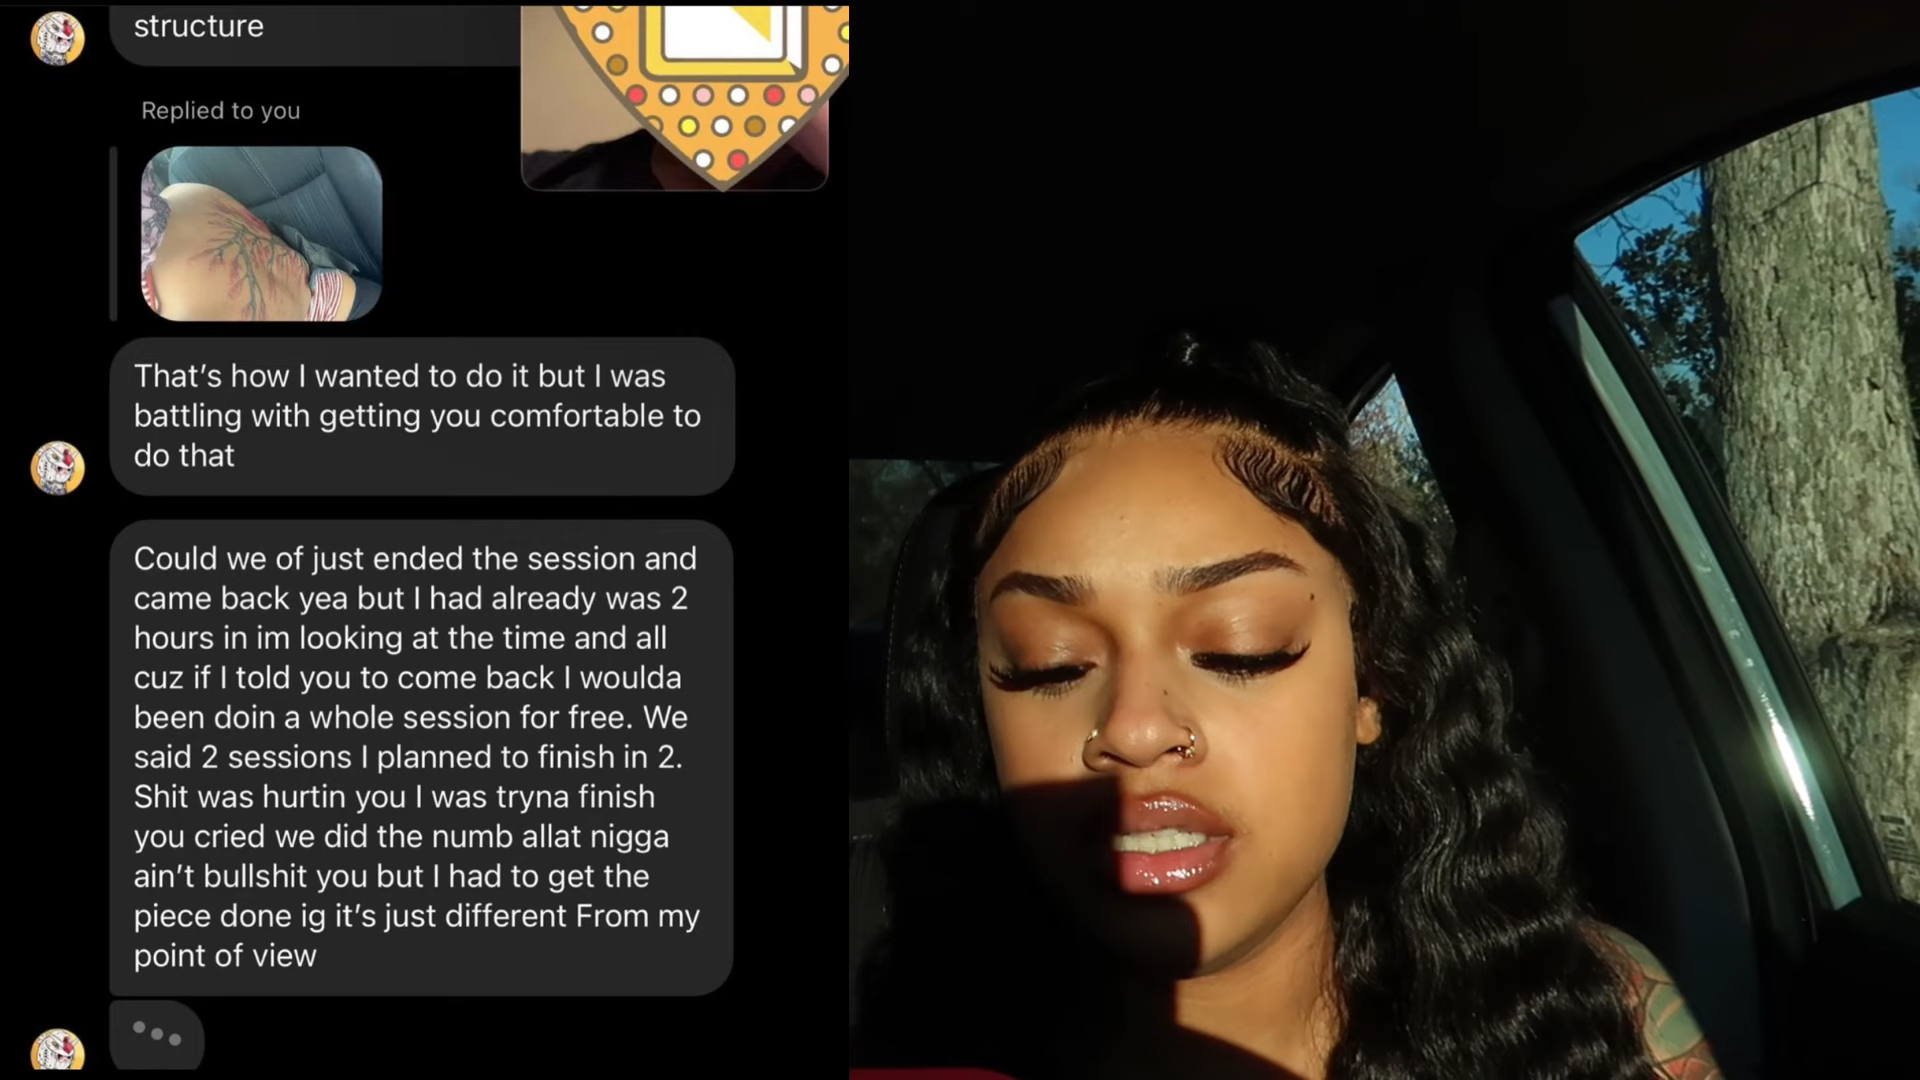 structure
Replied to you
That’s how I wanted to do it but I was
battling with getting you comfortable to
do that
Could we of just ended the session and
came back yea but I had already was 2
hours in im looking at the time and all
cuz if I told you to come back I woulda
been doin a whole session for free. We
said 2 sessions I planned to finish in 2.
Shit was hurtin you I was tryna finish
you cried we did the numb allat nigga
ain’t bullshit you but I had to get the
piece done ig it’s just different From my
point of view